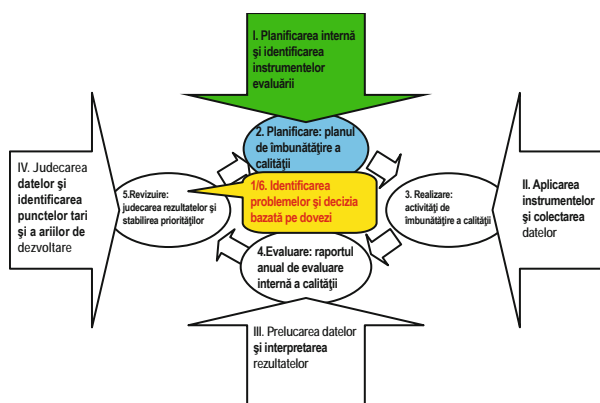 I. Planificarea internă
şi identificarea
instrumentelor
evaluării
2. Planificare: planul
de îmbunătăţire a
calităţii
IV. Judecarea
datelor şi
identificarea
punctelor tari
şi a ariilor de
dezvoltare
5.Revizuire:
judecarea rezultatelor şi
stabilirea priorităţilor
1/6. Identificarea
problemelor şi decizia
bazată pe dovezi
3. Realizare:
activităţi de
îmbunătăţire a calităţii
II. Aplicarea
instrumentelor
şi colectarea
datelor
4.Evaluare: raportul
anual de evaluare
internă a calităţii
III. Prelucarea datelor
şi interpretarea
rezultatelor